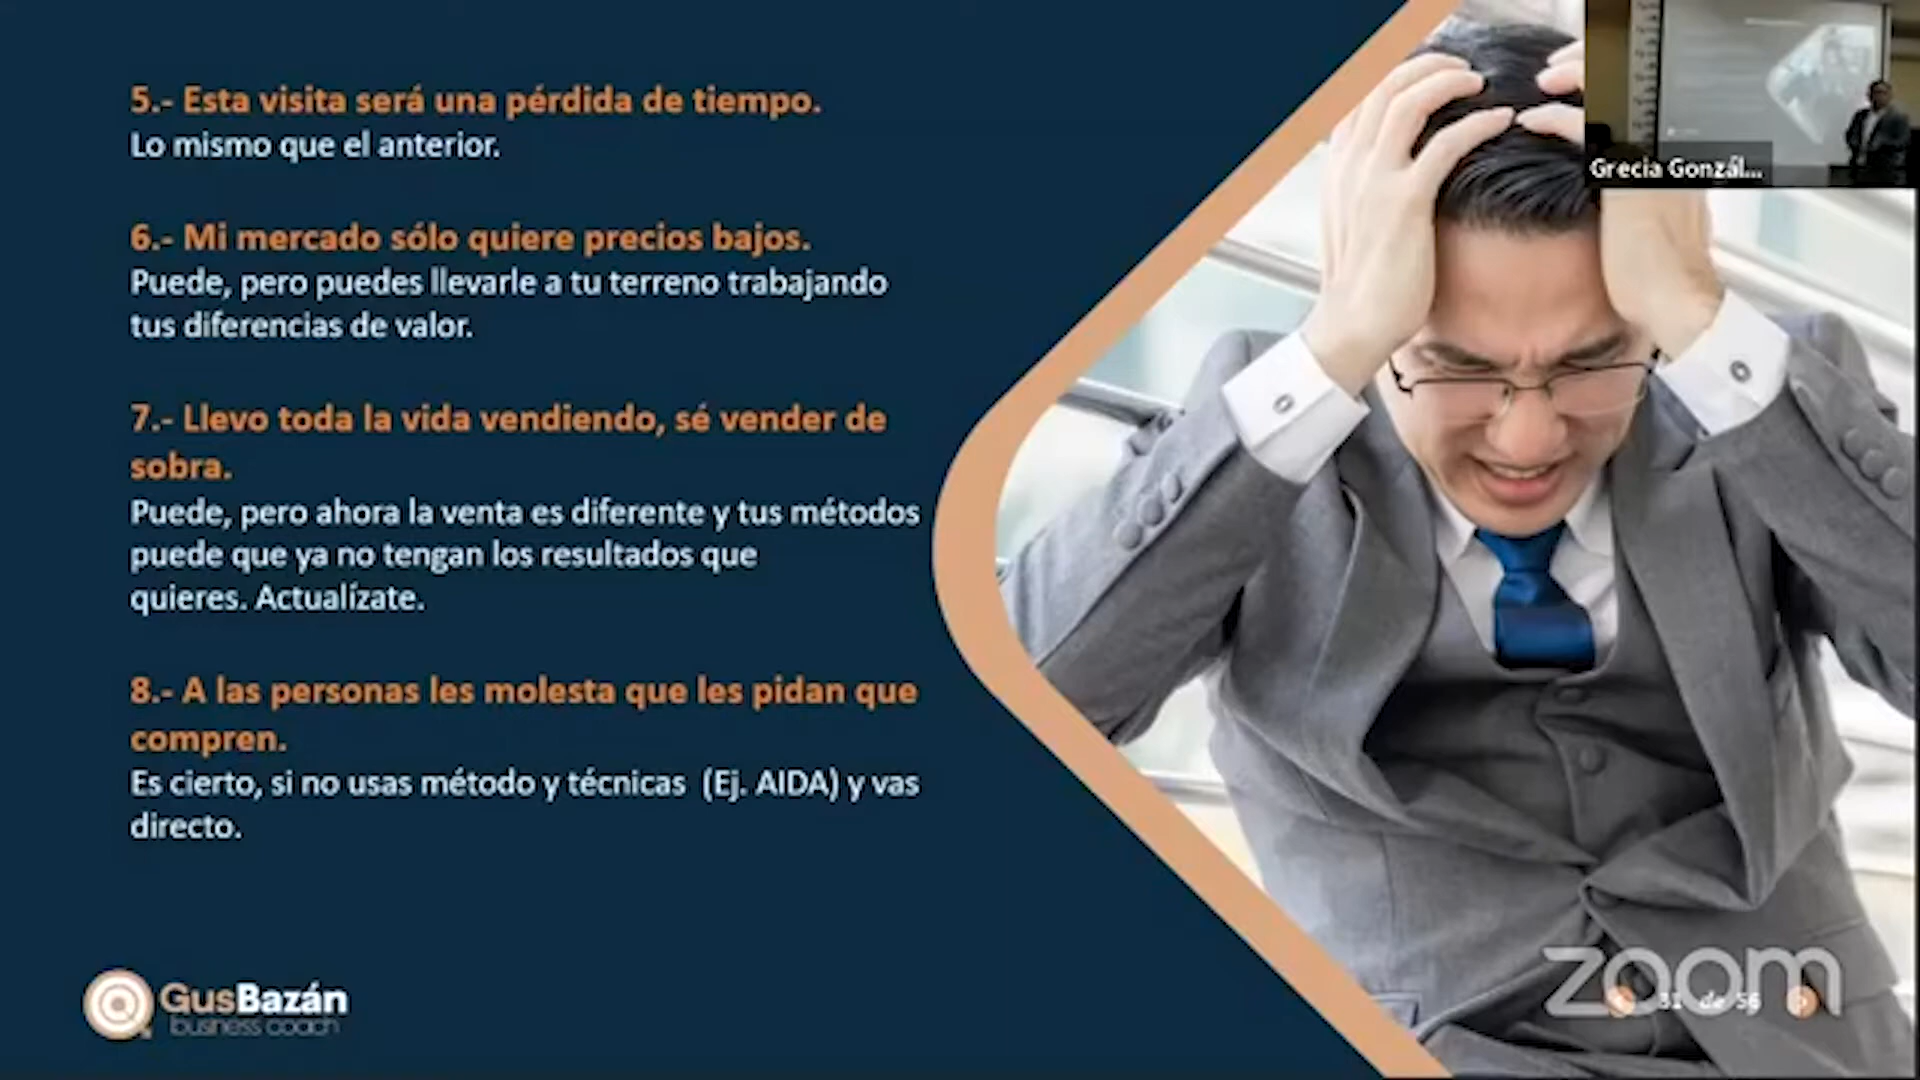 5.- Esta visita será una pérdida de tiempo.
Lo mismo que el anterior.
6.- Mi mercado sólo quiere precios bajos.
Puede, pero puedes llevarle a tu terreno trabajando
tus diferencias de valor.
7.- Llevo toda la vida vendiendo, sé vender de
sobra.
Puede, pero ahora la venta es diferente y tus métodos
puede que ya no tengan los resultados que
quieres. Actualízate.
8.- A las personas les molesta que les pidan que
compren.
Es cierto, si no usas método y técnicas  (Ej. AIDA) y vas
directo.
Grecia Gonzál...
GusBazán
business coach
zoom
31 de 56